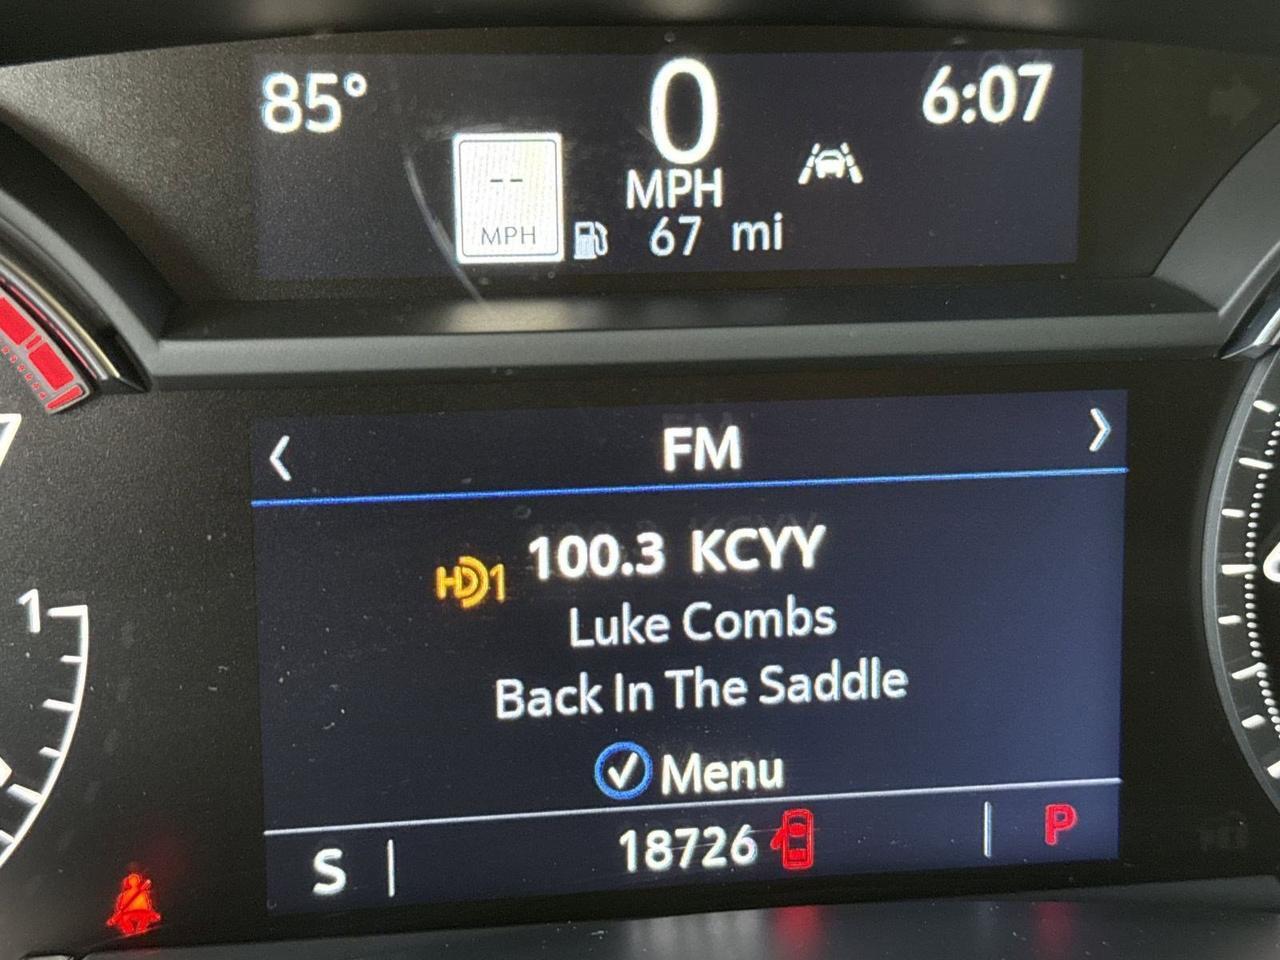 85°
0
6:07
--
MPH
MPH
67 mi
FM
HD1
100.3 KCYY
Luke Combs
Back In The Saddle
Menu
1
S
18726
P